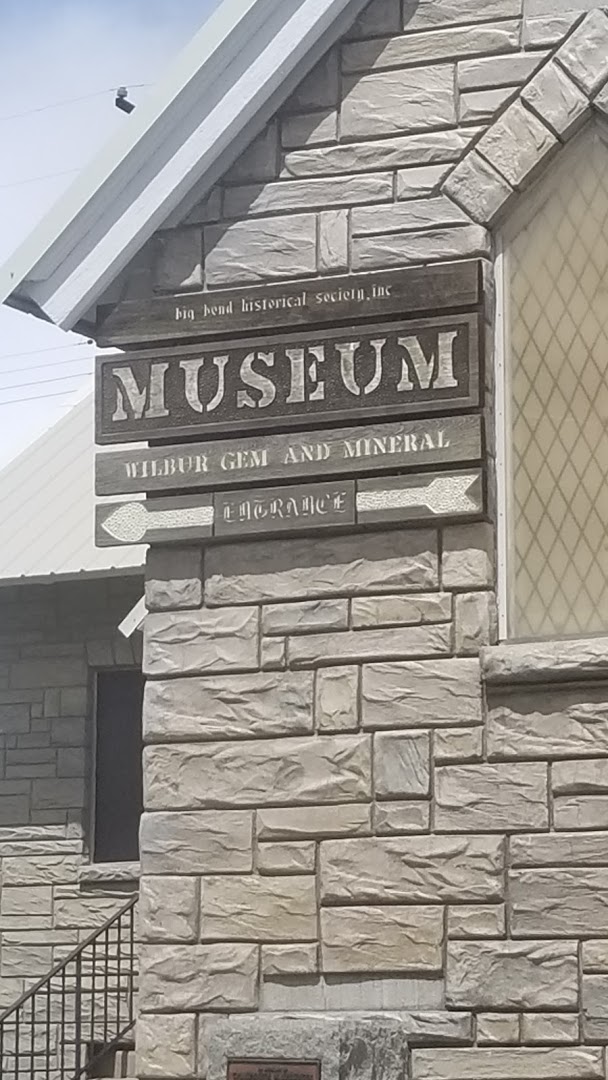 big bend historical society, inc
MUSEUM
WILBUR GEM AND MINERAL
ENTRANCE